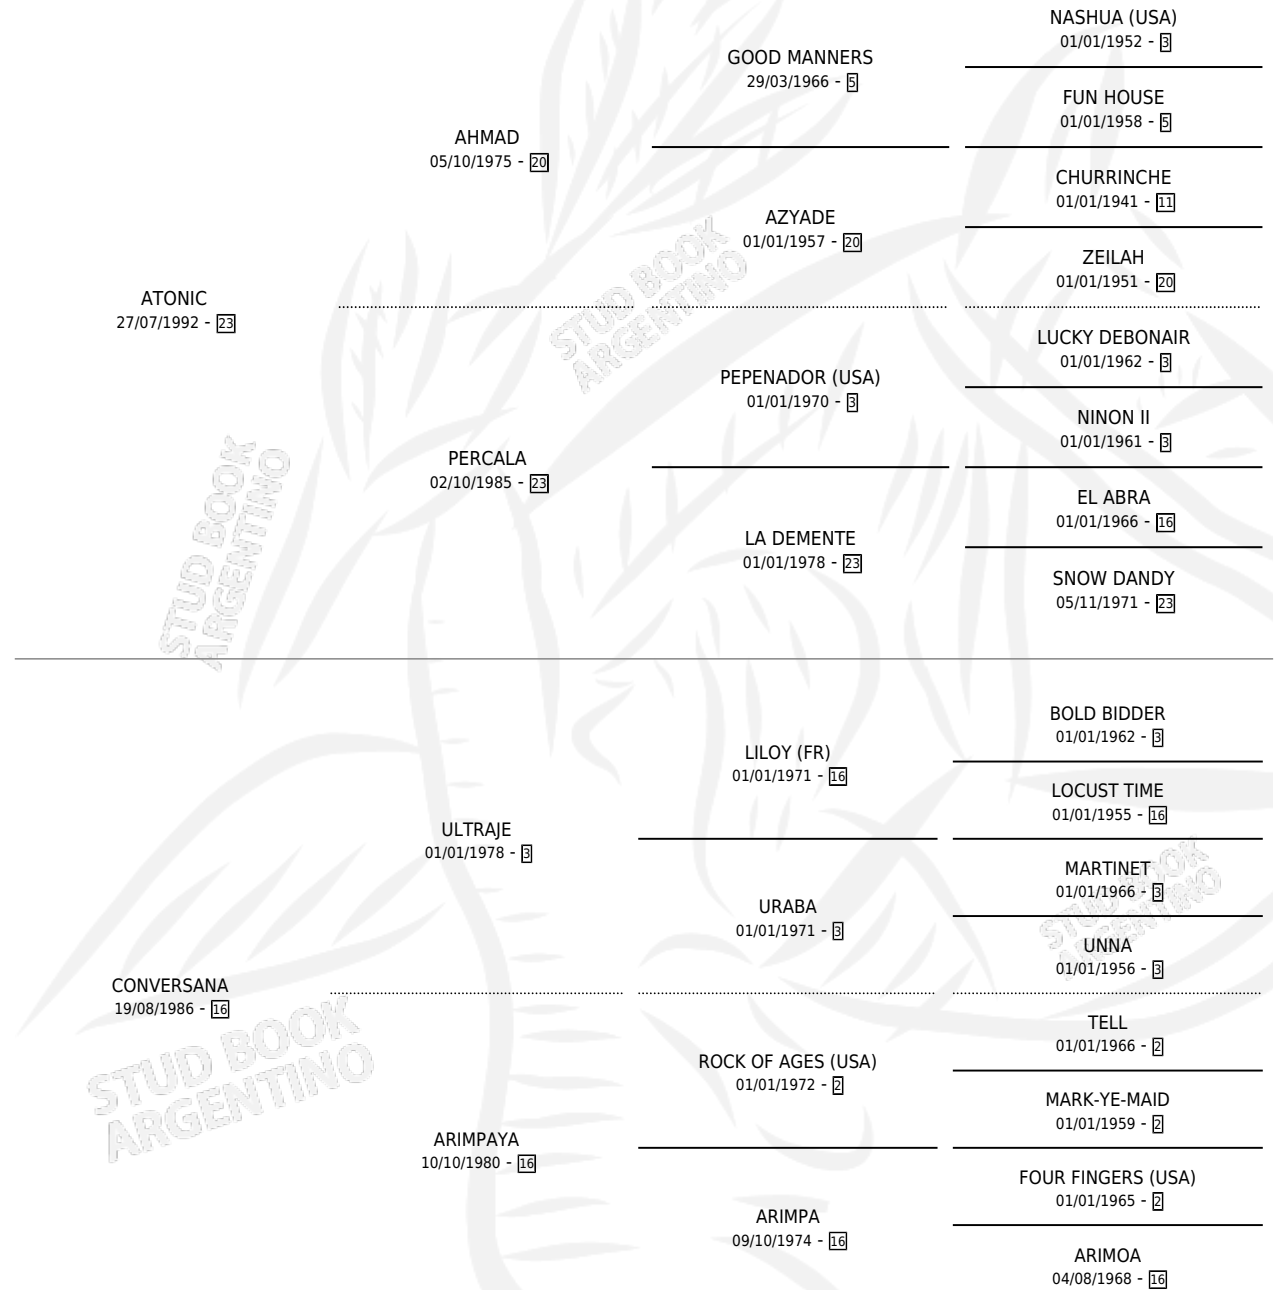 NASHUA (USA)
01/01/1952 - 3
GOOD MANNERS
29/03/1966 - 5
FUN HOUSE
01/01/1958 - 5
AHMAD
05/10/1975 - 20
CHURRINCHE
01/01/1941 - 11
AZYADE
01/01/1957 - 20
ZEILAH
01/01/1951 - 20
ATONIC
27/07/1992 - 23
STUD BOOK
ARGENTINO
LUCKY DEBONAIR
01/01/1962 - 3
PEPENADOR (USA)
01/01/1970 - 3
NINON II
01/01/1961 - 3
PERCALA
02/10/1985 - 23
EL ABRA
01/01/1966 - 16
LA DEMENTE
01/01/1978 - 23
SNOW DANDY
05/11/1971 - 23
STUD BOOK
ARGENTINO
BOLD BIDDER
01/01/1962 - 3
LILOY (FR)
01/01/1971 - 16
LOCUST TIME
01/01/1955 - 16
ULTRAJE
01/01/1978 - 3
MARTINET
01/01/1966 - 3
URABA
01/01/1971 - 3
STUD BOOK
ARGENTINO
UNNA
01/01/1956 - 3
CONVERSANA
19/08/1986 - 16
STUD BOOK
ARGENTINO
TELL
01/01/1966 - 2
ROCK OF AGES (USA)
01/01/1972 - 2
MARK-YE-MAID
01/01/1959 - 2
ARIMPAYA
10/10/1980 - 16
FOUR FINGERS (USA)
01/01/1965 - 2
ARIMPA
09/10/1974 - 16
ARIMOA
04/08/1968 - 16